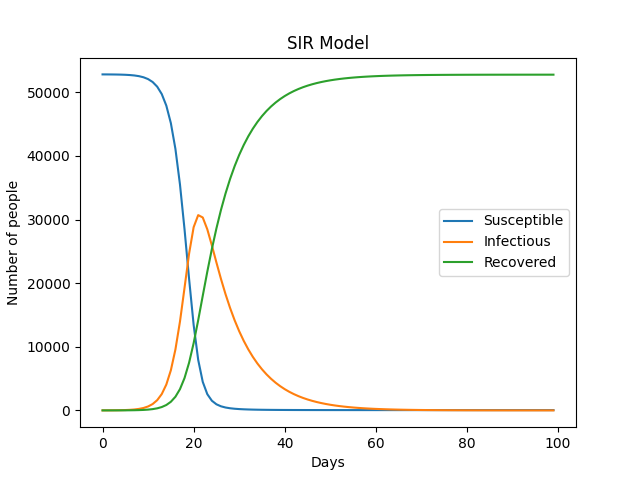 SIR Model
Number of people
50000
40000
30000
20000
10000
0
Susceptible
Infectious
Recovered
0 20 40 60 80 100
Days